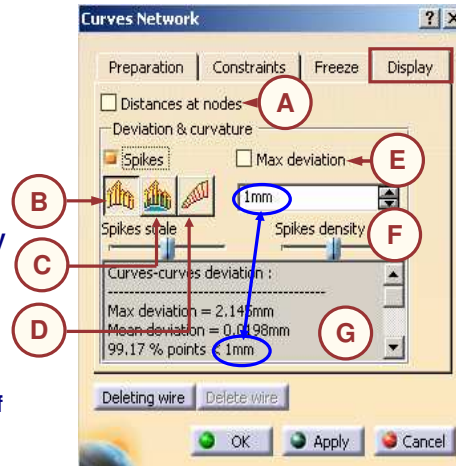 Curves Network
? X
Preparation Constraints Freeze Display
Distances at nodes
A
Deviation & curvature
Spikes
Max deviation
E
B
1mm
Spikes scale
Spikes density
F
y
C
Curves-curves deviation :
----------------------------------------
D
Max deviation = 2.145mm
Mean deviation = 0.0198mm
G
99.17 % points < 1mm
Deleting wire Delete wire
f
OK Apply Cancel